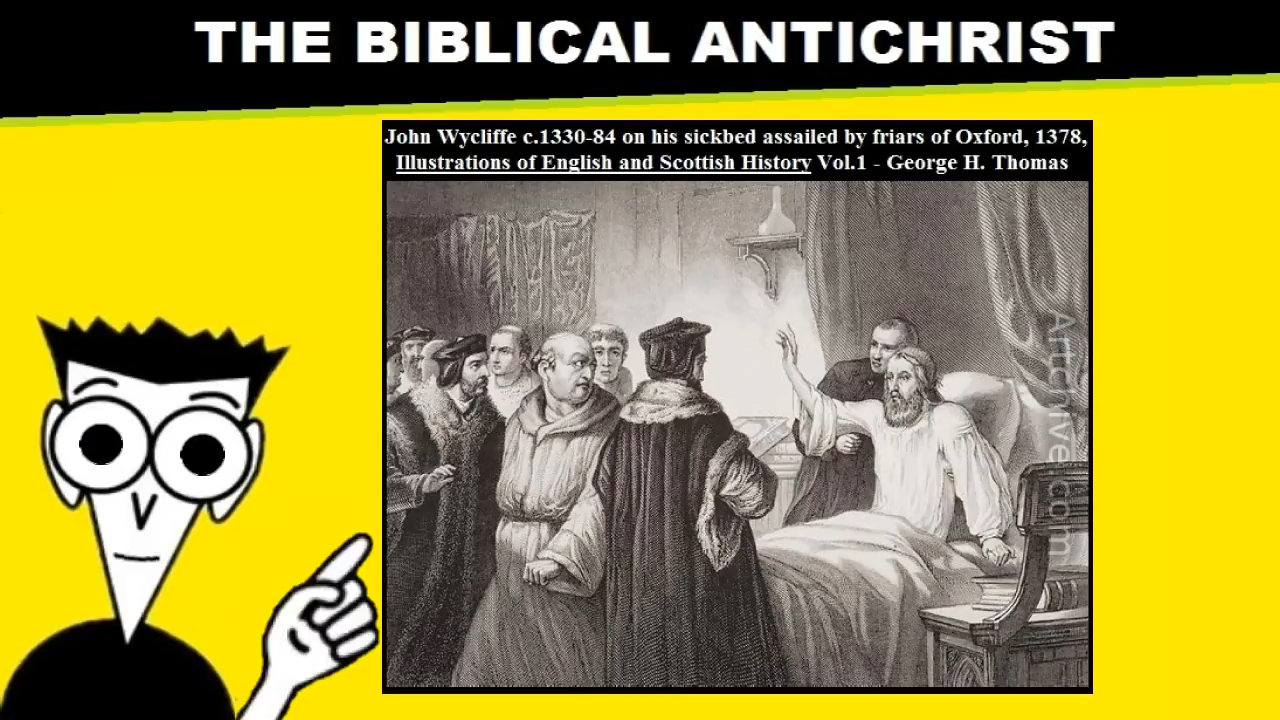 THE BIBLICAL ANTICHRIST
John Wycliffe c.1330-84 on his sickbed assailed by friars of Oxford, 1378,
Illustrations of English and Scottish History Vol.1 - George H. Thomas
Artchive.com